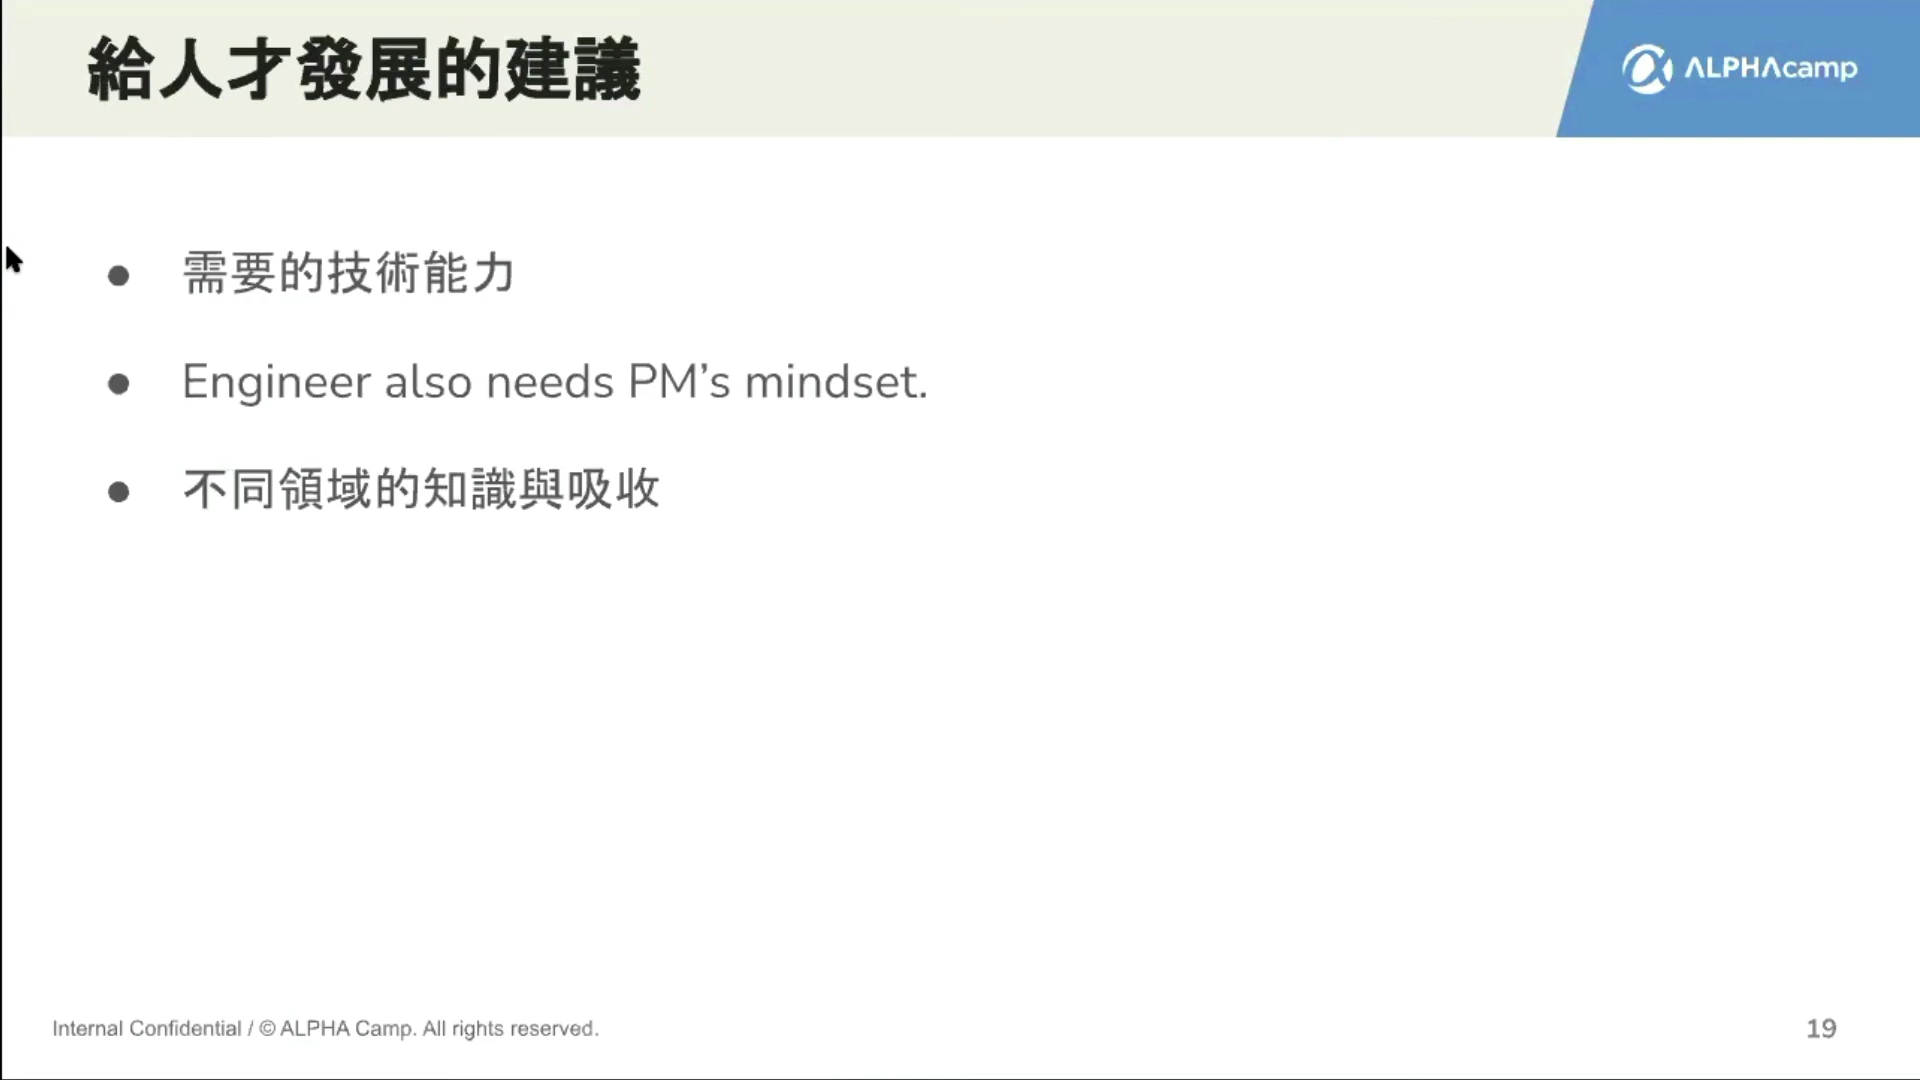 給人才發展的建議
ALPHAcamp
● 需要的技術能力
● Engineer also needs PM’s mindset.
● 不同領域的知識與吸收
Internal Confidential / © ALPHA Camp. All rights reserved.
19